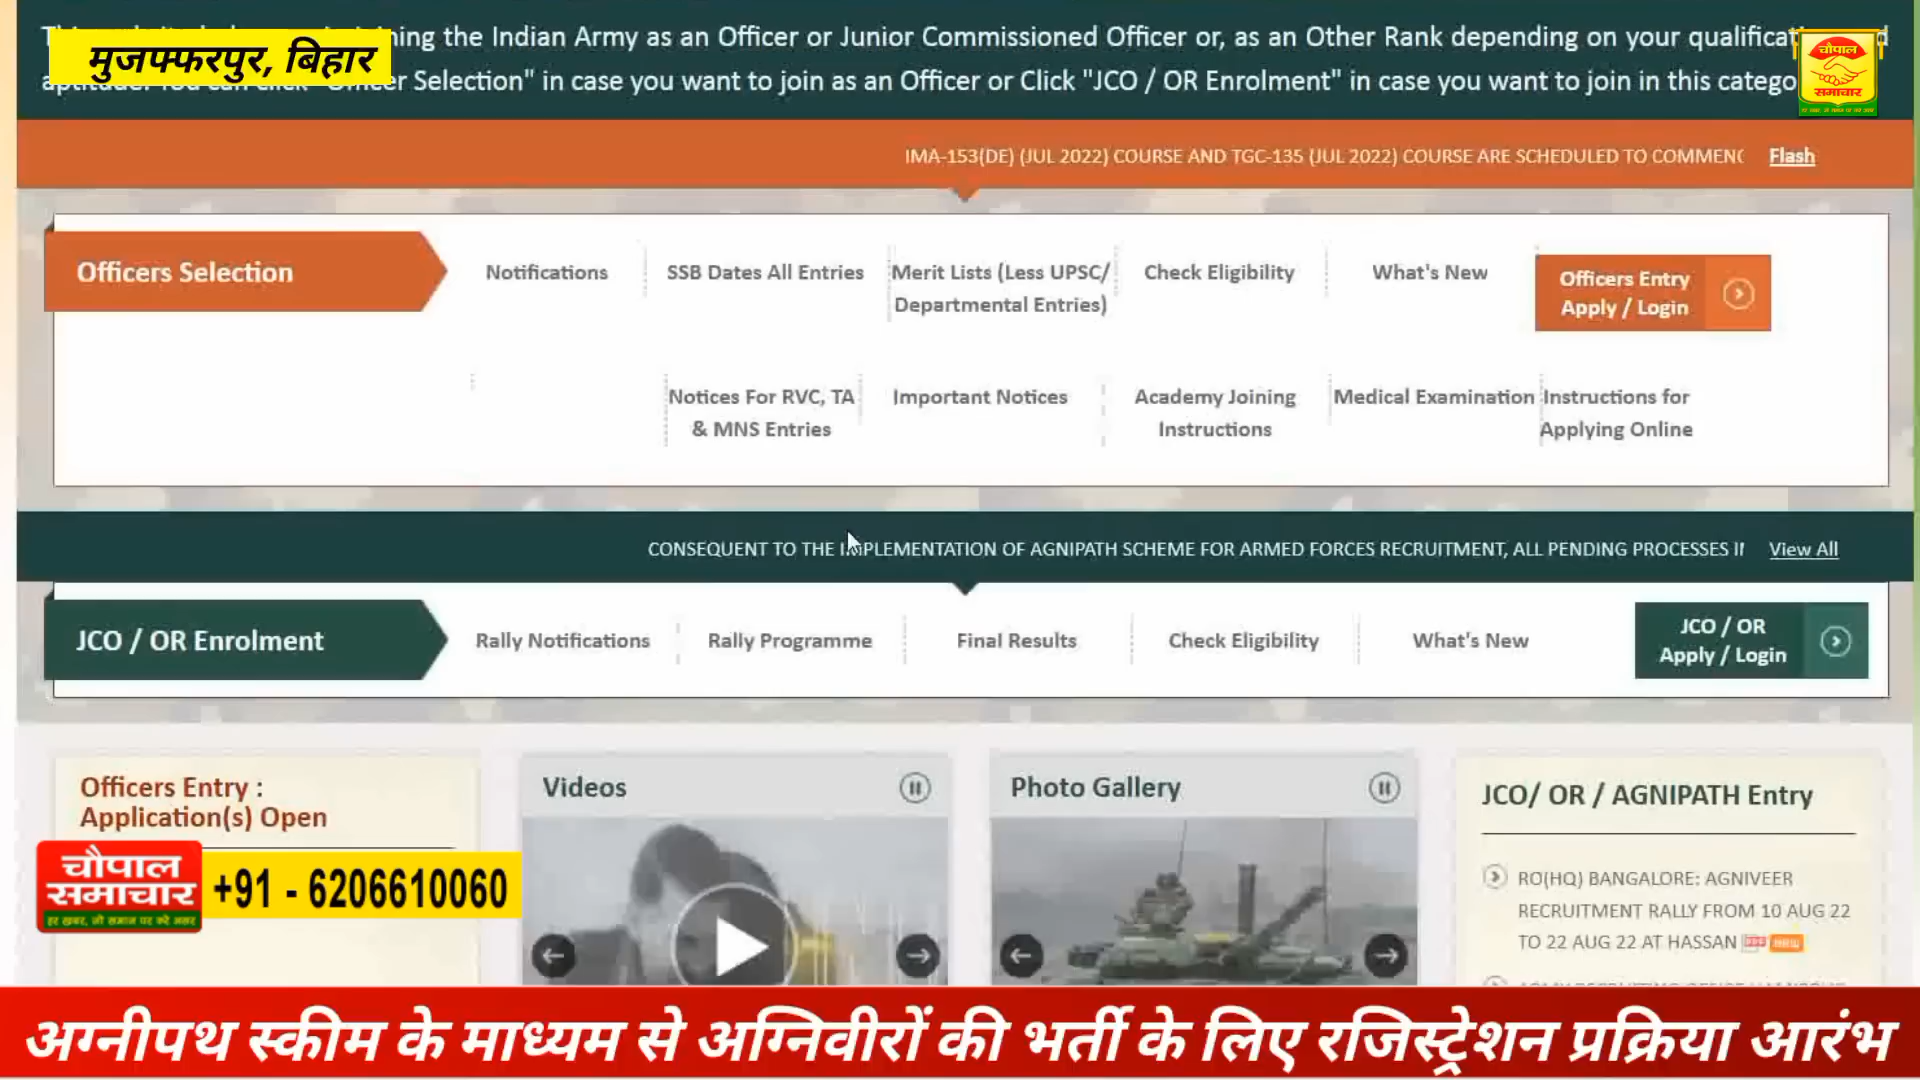 ning the Indian Army as an Officer or Junior Commissioned Officer or, as an Other Rank depending on your
मुजफ्फरपुर, बिहार
Selection" in case you want to join as an Officer or Click "JCO / OR Enrolment" in case you want to join in this catego
चौपाल
समाचार
IMA-153(DE) (JUL 2022) COURSE AND TGC-135 (JUL 2022) COURSE ARE SCHEDULED TO COMMENC Flash
Officers Selection
Notifications
SSB Dates All Entries
Merit Lists (Less UPSC/
Departmental Entries)
Check Eligibility
What's New
Officers Entry
Apply / Login
Notices For RVC, TA
& MNS Entries
Important Notices
Academy Joining
Instructions
Medical Examination
Instructions for
Applying Online
CONSEQUENT TO THE IMPLEMENTATION OF AGNIPATH SCHEME FOR ARMED FORCES RECRUITMENT, ALL PENDING PROCESSES View All
JCO / OR Enrolment
Rally Notifications
Rally Programme
Final Results
Check Eligibility
What's New
JCO / OR
Apply / Login
Officers Entry :
Application(s) Open
Videos
Photo Gallery
JCO/ OR / AGNIPATH Entry
RO(HQ) BANGALORE: AGNIVEER
RECRUITMENT RALLY FROM 10 AUG 22
TO 22 AUG 22 AT HASSAN
चौपाल
समाचार
हर खबर, जो समाज पर करे असर
+91 - 6206610060
अग्नीपथ स्कीम के माध्यम से अग्निवीरों की भर्ती के लिए रजिस्ट्रेशन प्रक्रिया आरंभ